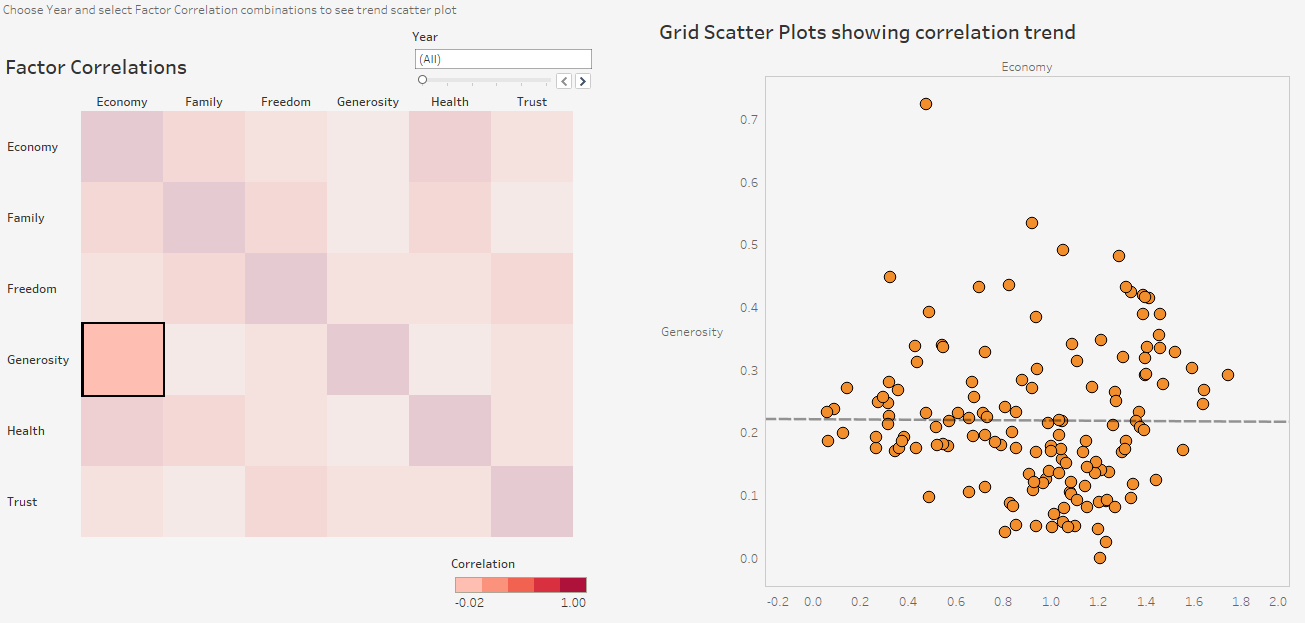 Choose Year and select Factor Correlation combinations to see trend scatter plot
Year
(All)
Factor Correlations
Economy Family Freedom Generosity Health Trust
Economy
Family
Freedom
Generosity
Health
Trust
Correlation
-0.02 1.00
Grid Scatter Plots showing correlation trend
Economy
0.7
0.6
0.5
0.4
Generosity
0.3
0.2
0.1
0.0
-0.2 0.0 0.2 0.4 0.6 0.8 1.0 1.2 1.4 1.6 1.8 2.0